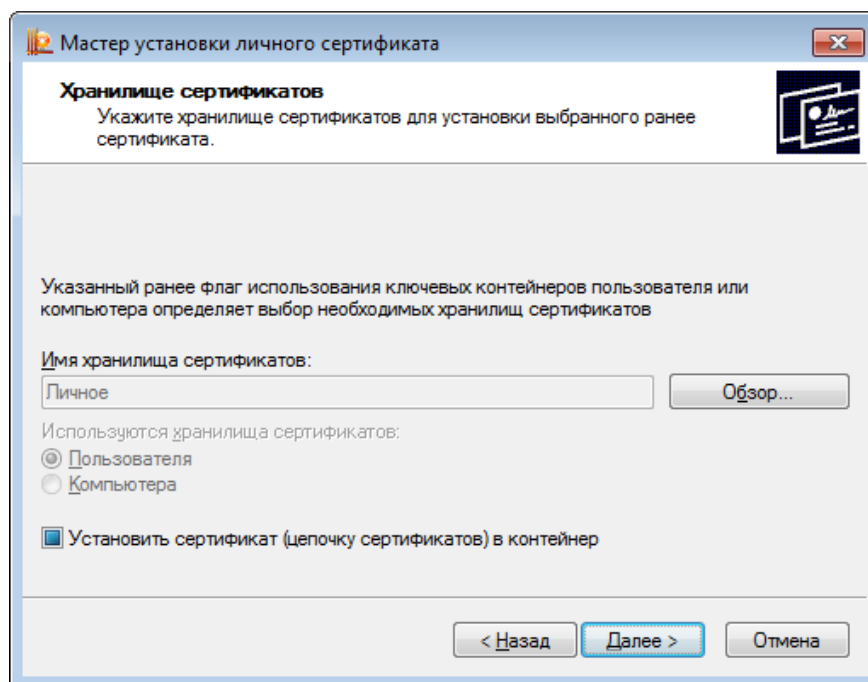 Мастер установки личного сертификата
Хранилище сертификатов
Укажите хранилище сертификатов для установки выбранного ранее
сертификата.
Указанный ранее флаг использования ключевых контейнеров пользователя или
компьютера определяет выбор необходимых хранилищ сертификатов
Имя хранилища сертификатов:
Личное
Обзор...
Используются хранилища сертификатов:
Пользователя
Компьютера
Установить сертификат (цепочку сертификатов) в контейнер
< Назад
Далее >
Отмена